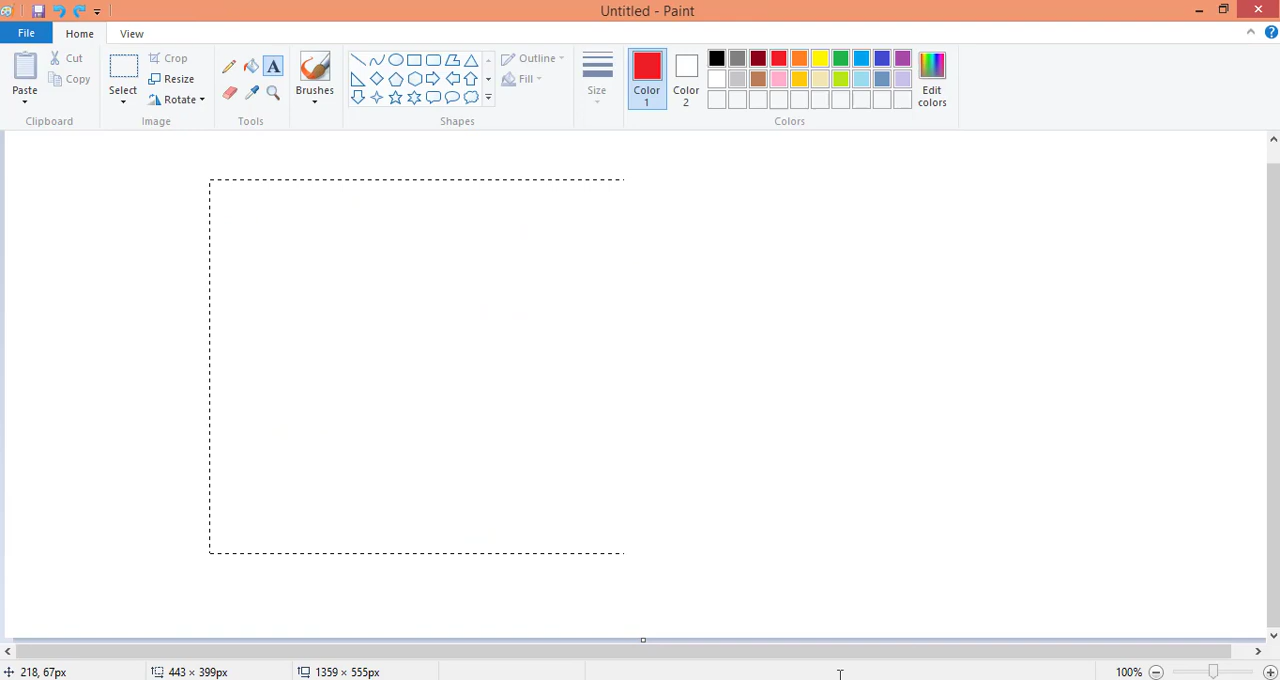 Untitled - Paint
File Home View
Paste
Cut
Copy
Clipboard
Select
Crop
Resize
Rotate
Image
A
Tools
Brushes
Outline
Fill
Shapes
Size
Color 1
Color 2
Edit colors
Colors
218, 67px 443 × 399px 1359 × 555px 100%